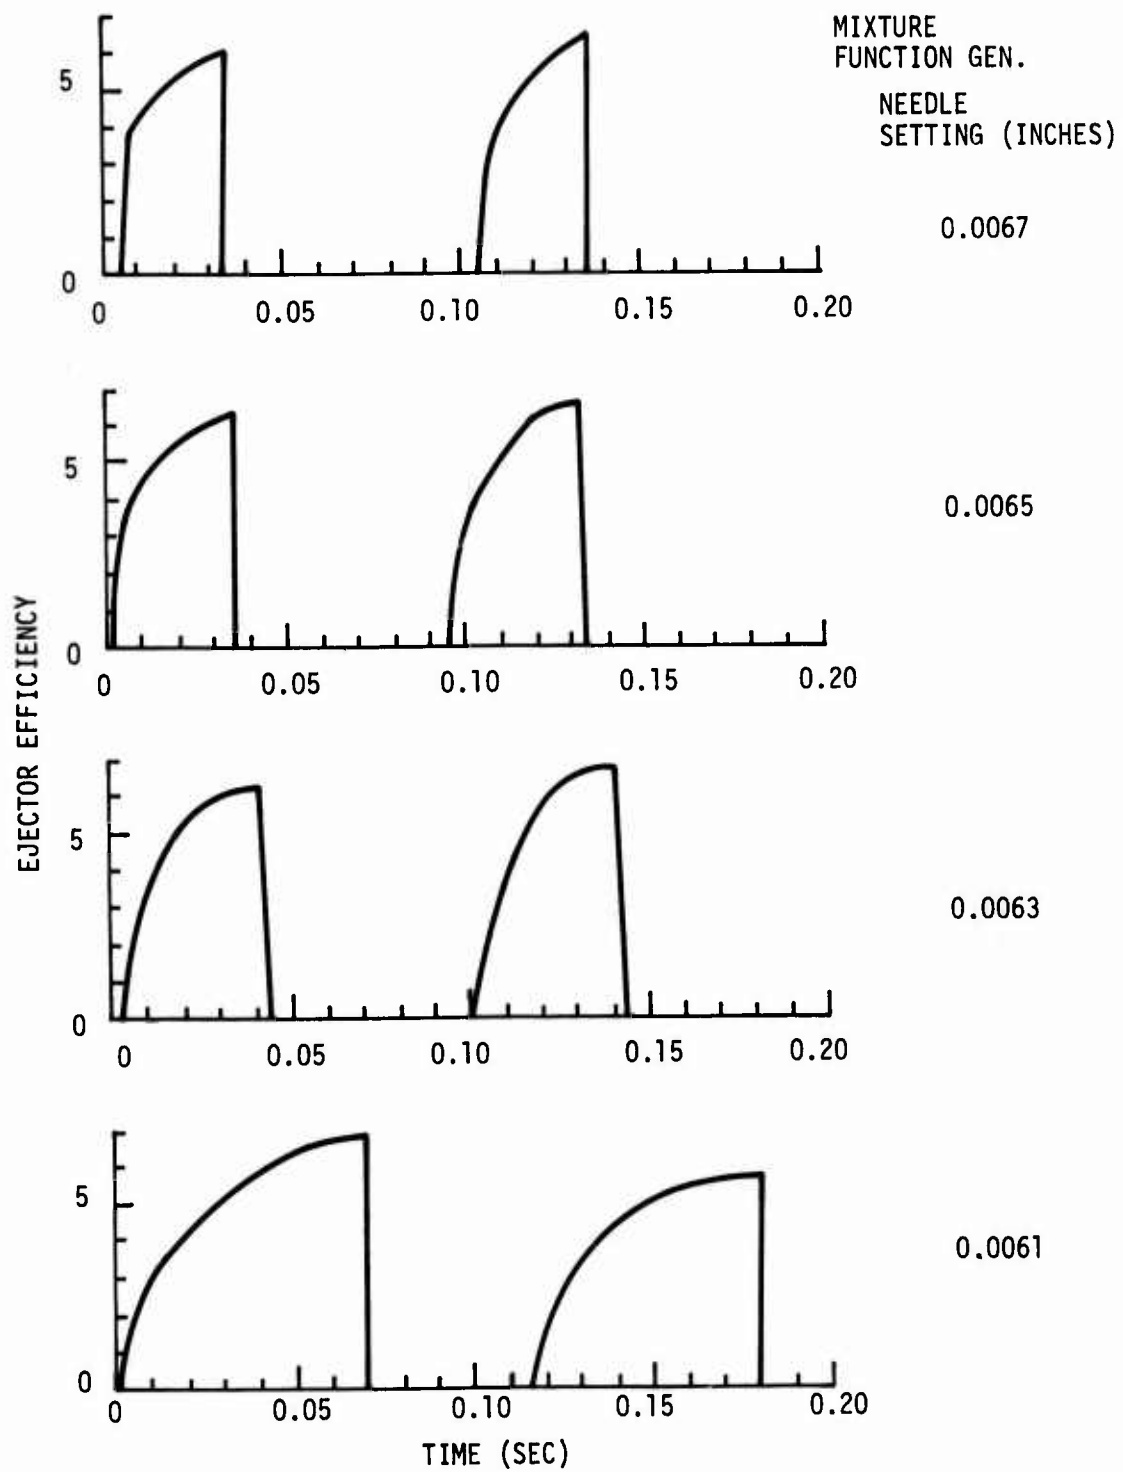 MIXTURE
FUNCTION GEN.
NEEDLE
SETTING (INCHES)
5
0
0 0.05 0.10 0.15 0.20
0.0067
5
0
0 0.05 0.10 0.15 0.20
0.0065
EJECTOR EFFICIENCY
5
0
0 0.05 0.10 0.15 0.20
0.0063
5
0
0 0.05 0.10 0.15 0.20
0.0061
TIME (SEC)